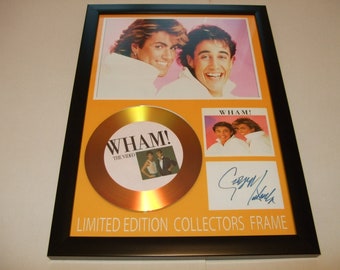 WHAM!
WHAM!
THE VIDEO
LIMITED EDITION COLLECTORS FRAME